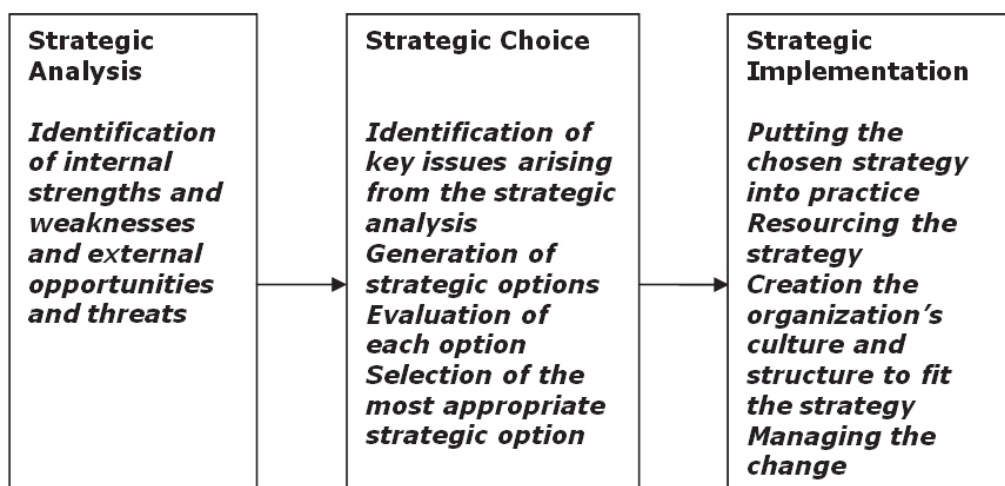 Strategic
Analysis
Identification
of internal
strengths and
weaknesses
and external
opportunities
and threats
Strategic Choice
Identification of
key issues arising
from the strategic
analysis
Generation of
strategic options
Evaluation of
each option
Selection of the
most appropriate
strategic option
Strategic
Implementation
Putting the
chosen strategy
into practice
Resourcing the
strategy
Creation the
organization’s
culture and
structure to fit
the strategy
Managing the
change